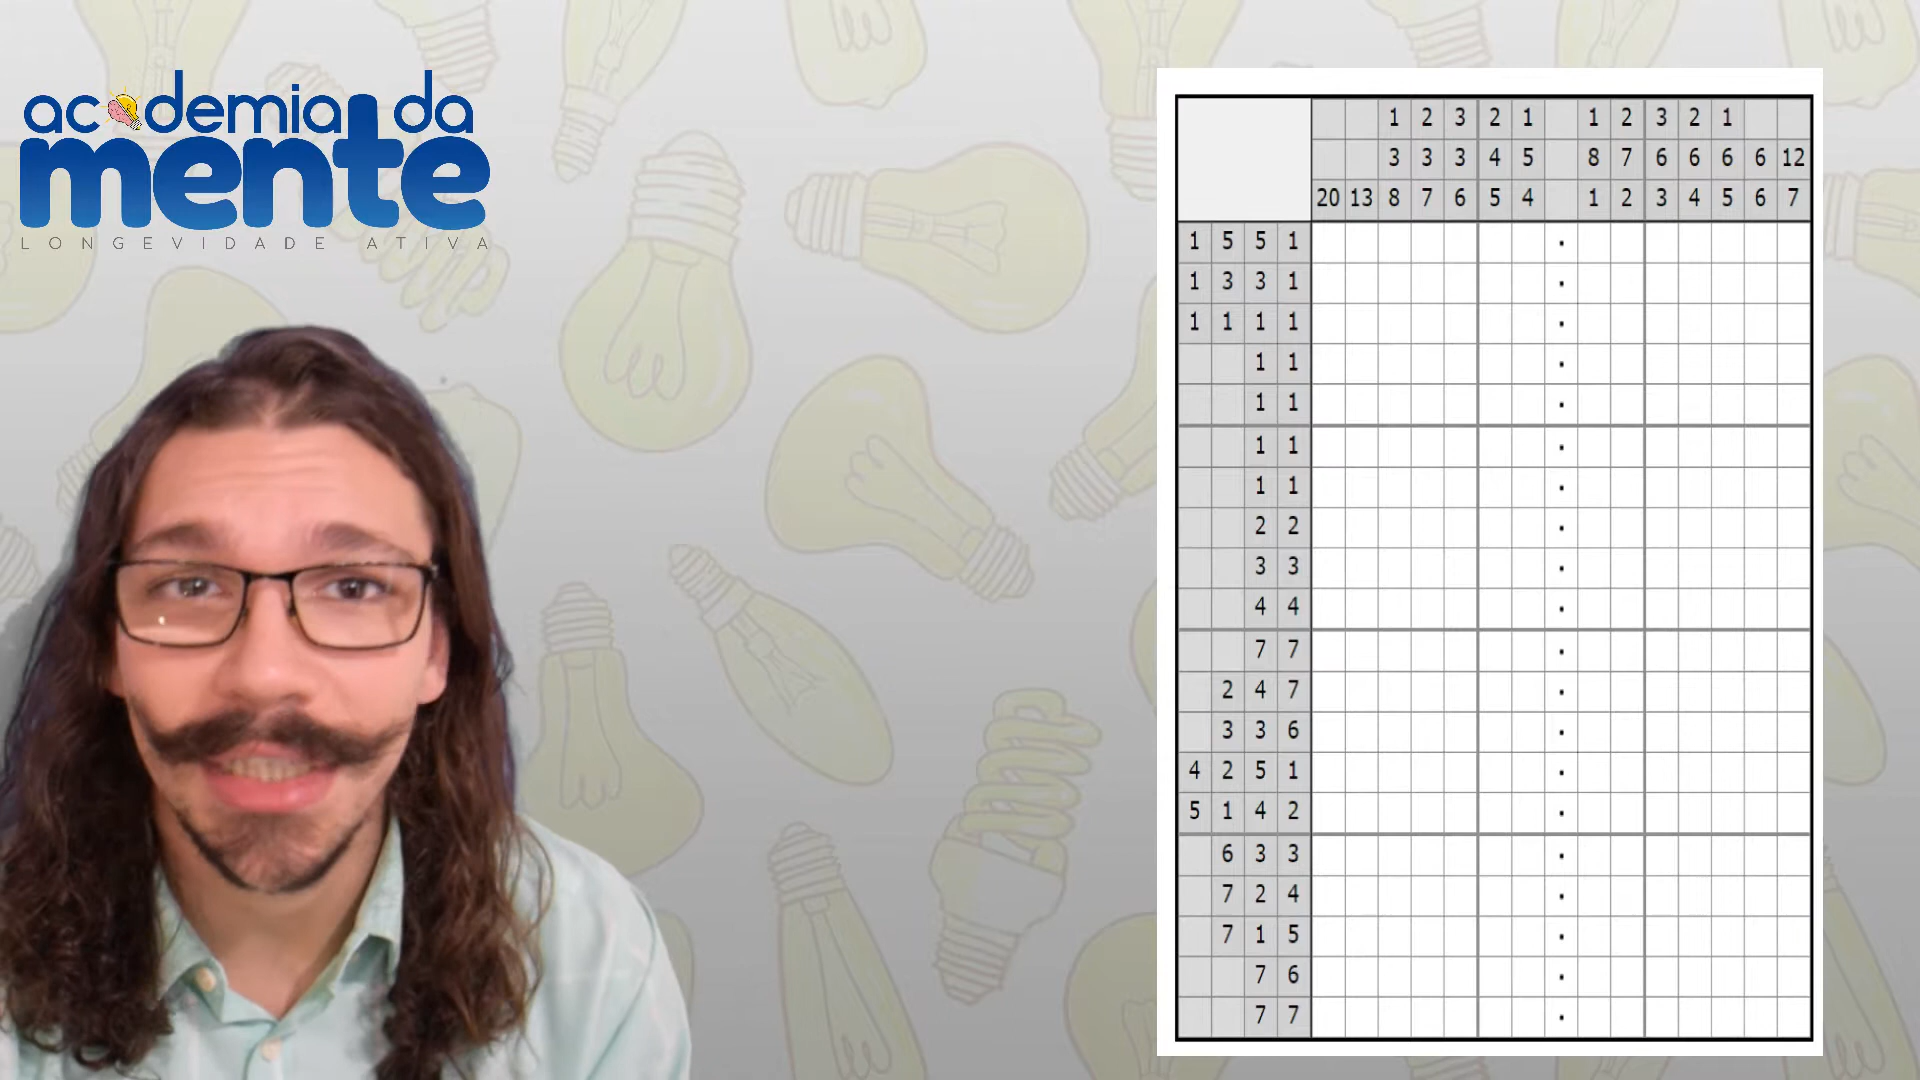 academia da
mente
LONGEVIDADE ATIVA
1 2 3 2 1 1 2 3 2 1
3 3 3 4 5 8 7 6 6 6 6 12
20 13 8 7 6 5 4 1 2 3 4 5 6 7
1 5 5 1
1 3 3 1
1 1 1 1
1 1
1 1
1 1
1 1
2 2
3 3
4 4
7 7
2 4 7
3 3 6
4 2 5 1
5 1 4 2
6 3 3
7 2 4
7 1 5
7 6
7 7